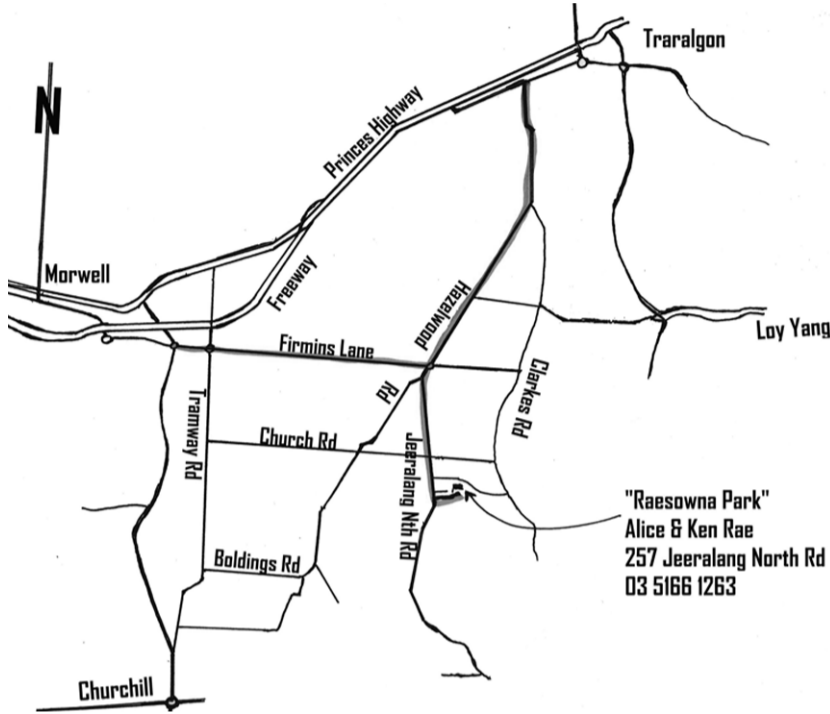 Traralgon
N
Princes Highway
Morwell
Freeway
Hazelwood
Rd
Loy Yang
Firmins Lane
Clarkes Rd
Tramway Rd
Church Rd
Jeeralang Nth Rd
"Raesowna Park"
Alice & Ken Rae
257 Jeeralang North Rd
03 5166 1263
Boldings Rd
Churchill